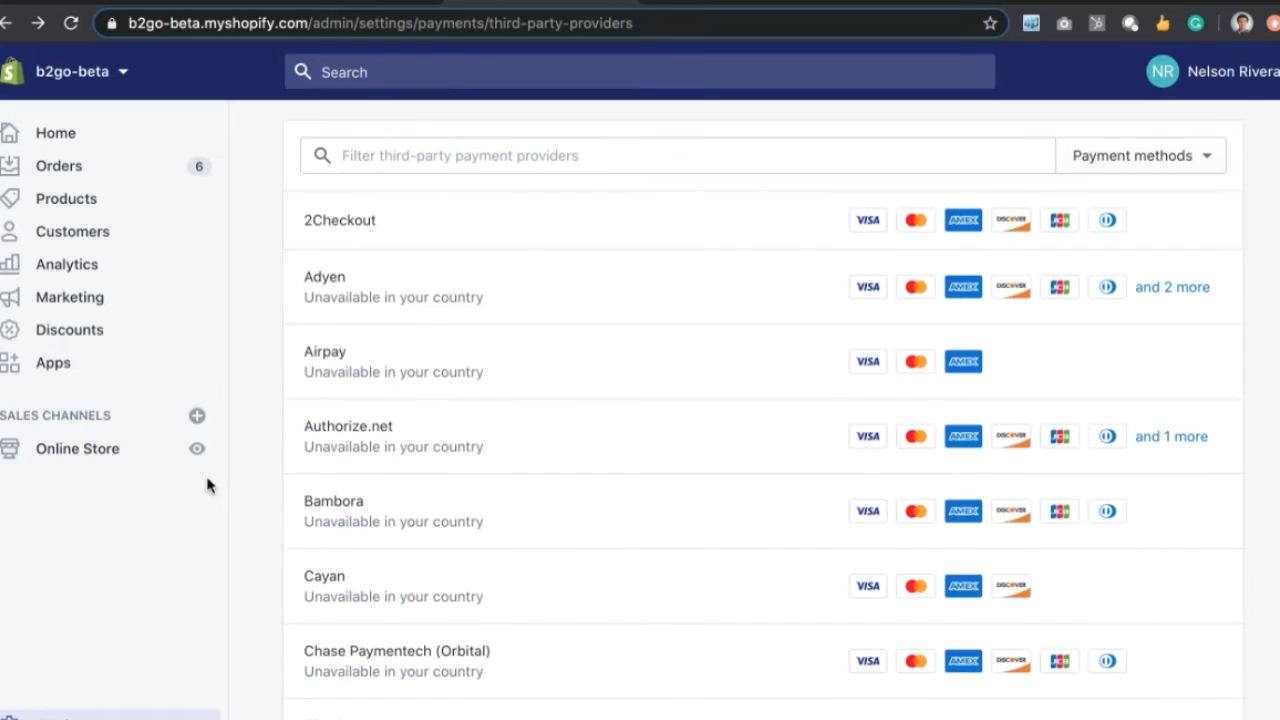 b2go-beta.myshopify.com/admin/settings/payments/third-party-providers
b2go-beta
Search
NR Nelson Rivera
Home
Orders 6
Products
Customers
Analytics
Marketing
Discounts
Apps
SALES CHANNELS
Online Store
Filter third-party payment providers
Payment methods
2Checkout
VISA AMEX DISCOVER JCB
Adyen
Unavailable in your country
VISA AMEX DISCOVER JCB and 2 more
Airpay
Unavailable in your country
VISA AMEX
Authorize.net
Unavailable in your country
VISA AMEX DISCOVER JCB and 1 more
Bambora
Unavailable in your country
VISA AMEX DISCOVER JCB
Cayan
Unavailable in your country
VISA AMEX DISCOVER
Chase Paymentech (Orbital)
Unavailable in your country
VISA AMEX DISCOVER JCB